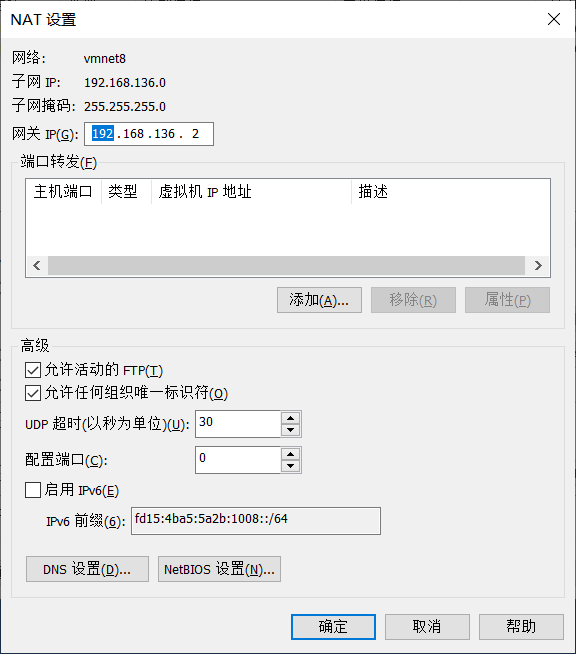 NAT 设置
网络: vmnet8
子网 IP: 192.168.136.0
子网掩码: 255.255.255.0
网关 IP(G): 192 . 168 . 136 . 2
端口转发(F)
主机端口 类型 虚拟机 IP 地址 描述
添加(A)... 移除(R) 属性(P)
高级
允许活动的 FTP(T)
允许任何组织唯一标识符(O)
UDP 超时(以秒为单位)(U): 30
配置端口(C): 0
启用 IPv6(E)
IPv6 前缀(6): fd15:4ba5:5a2b:1008::/64
DNS 设置(D)... NetBIOS 设置(N)...
确定 取消 帮助